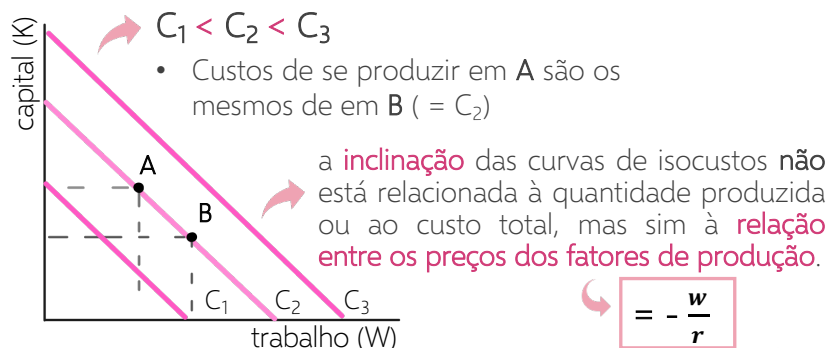 capital (K)
C₁ < C₂ < C₃
• Custos de se produzir em A são os
mesmos de em B ( = C₂)
A
B
a inclinação das curvas de isocustos não
está relacionada à quantidade produzida
ou ao custo total, mas sim à relação
entre os preços dos fatores de produção.
C₁ C₂ C₃
trabalho (W)
= - w/r